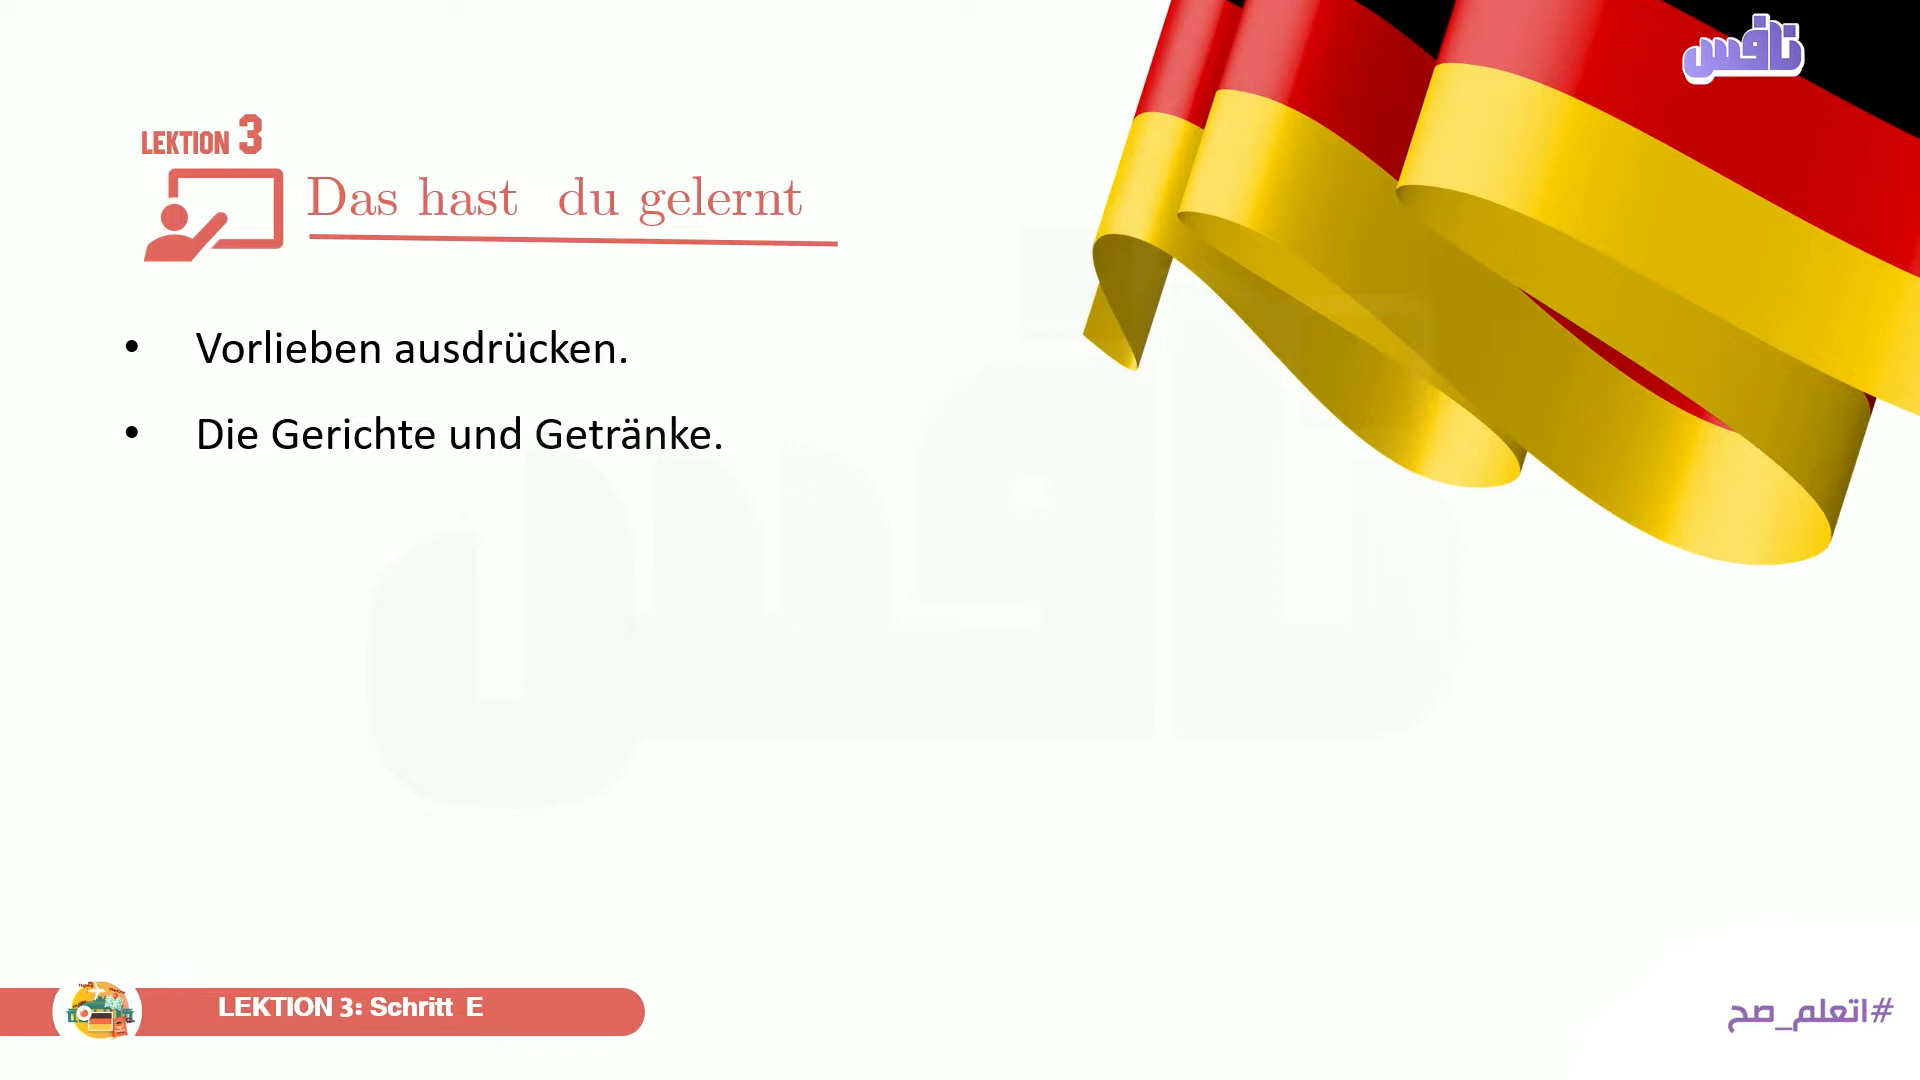 نافس
LEKTION 3
Das hast du gelernt
• Vorlieben ausdrücken.
• Die Gerichte und Getränke.
LEKTION 3: Schritt E
#اتعلم_صح